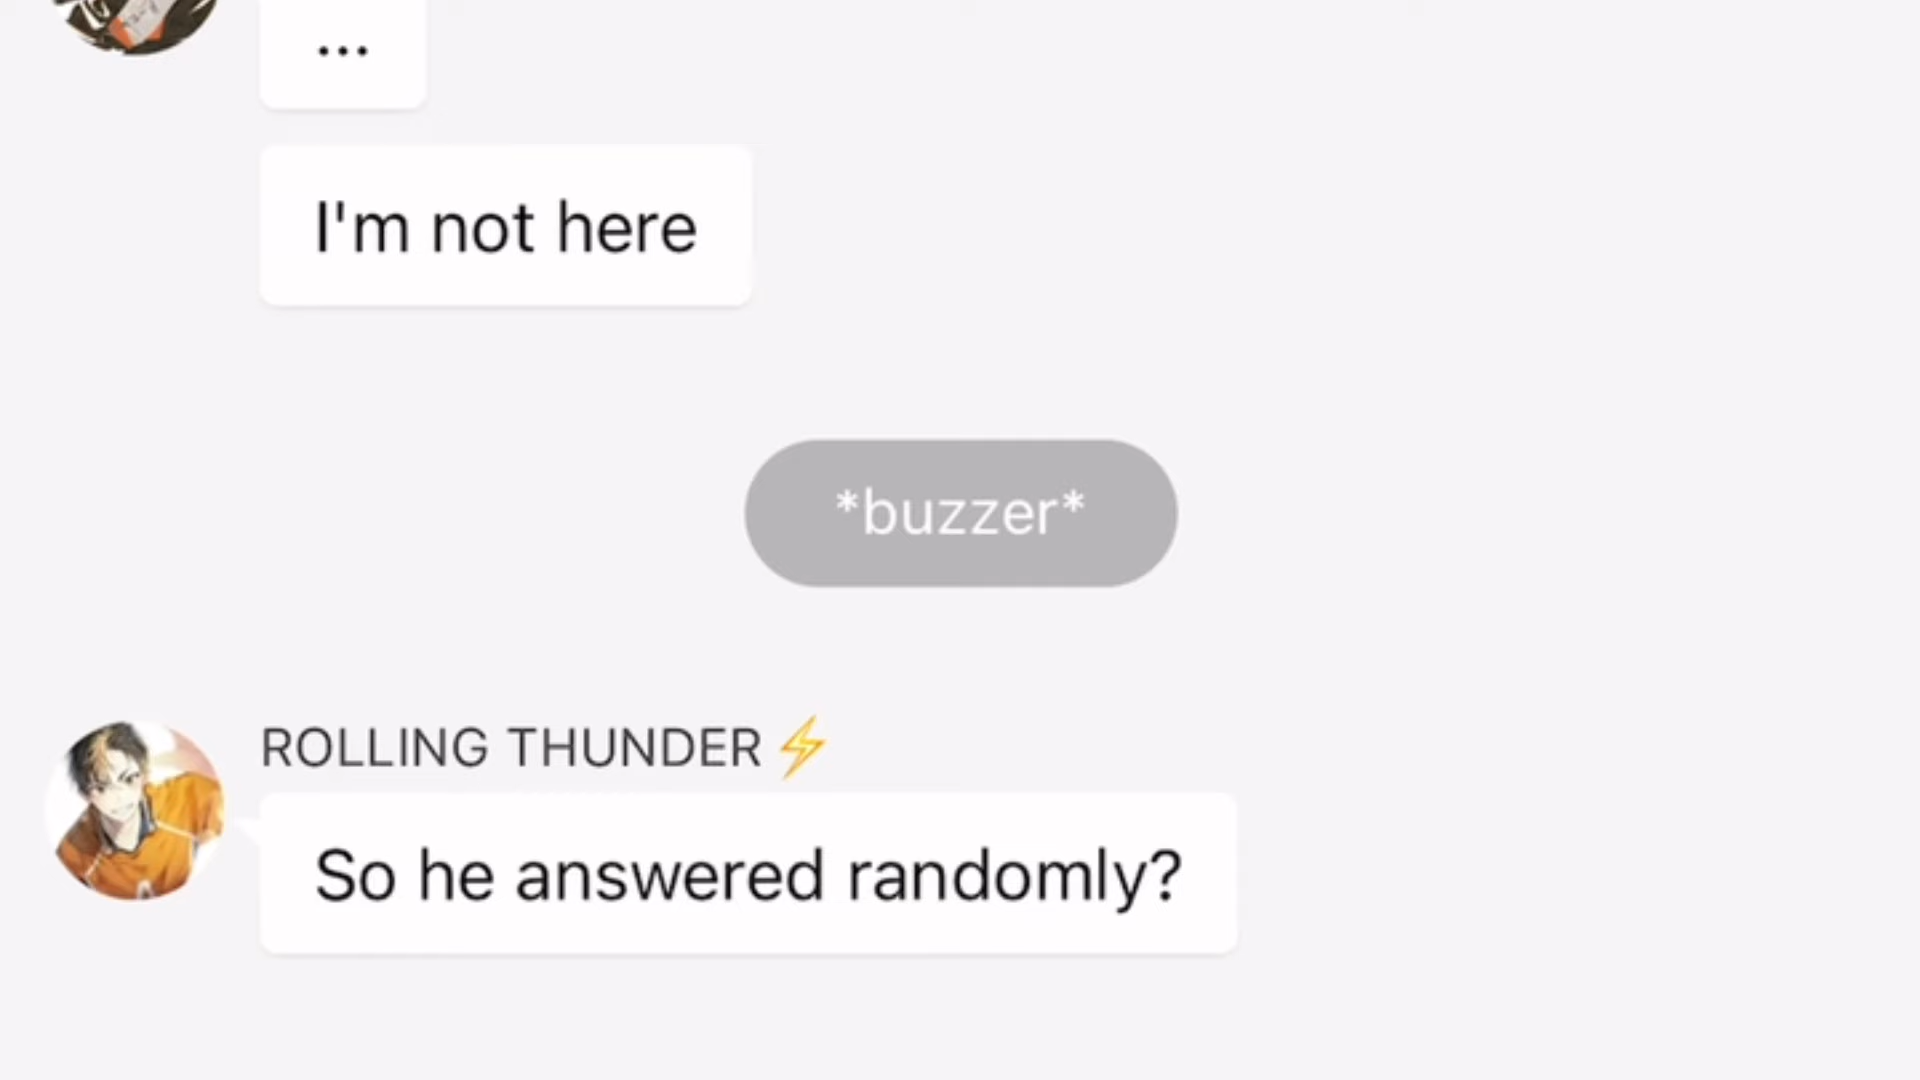 ...
I'm not here
*buzzer*
ROLLING THUNDER⚡
So he answered randomly?